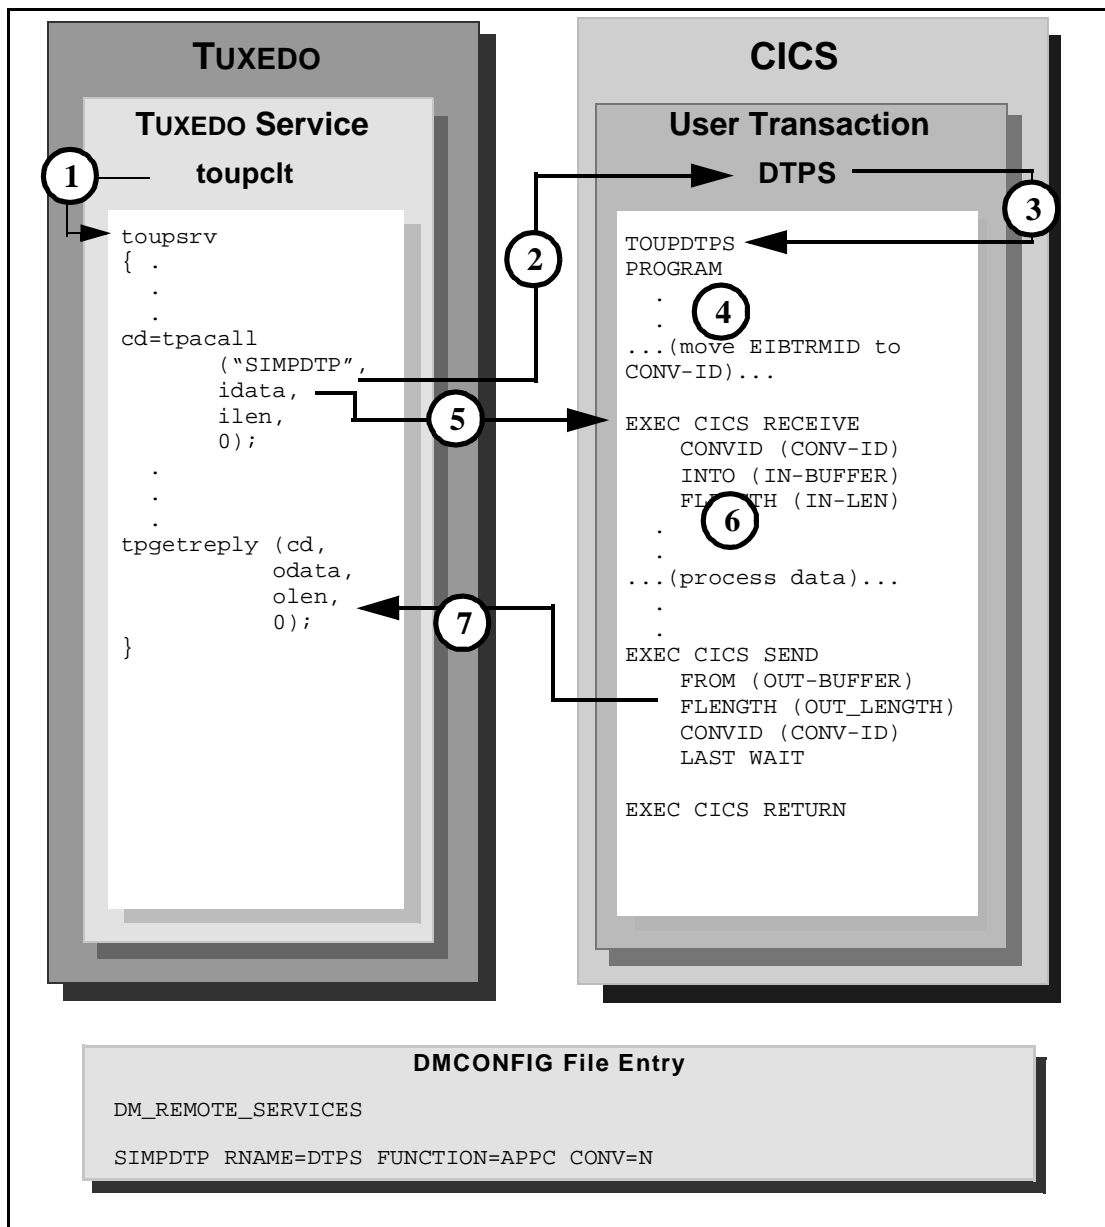 TUXEDO
TUXEDO Service
toupclt
1
toupsrv
{ .
.
.
cd=tpacall
(“SIMPDTP”,
idata,
ilen,
0);
.
.
.
tpgetreply (cd,
odata,
olen,
0);
}
2
5
7
CICS
User Transaction
DTPS
3
TOUPDTPS
PROGRAM
.
.
4
...(move EIBTRMID to
CONV-ID)...
EXEC CICS RECEIVE
CONVID (CONV-ID)
INTO (IN-BUFFER)
FLENGTH (IN-LEN)
6
.
.
...(process data)...
.
.
EXEC CICS SEND
FROM (OUT-BUFFER)
FLENGTH (OUT_LENGTH)
CONVID (CONV-ID)
LAST WAIT
EXEC CICS RETURN
DMCONFIG File Entry
DM_REMOTE_SERVICES
SIMPDTP RNAME=DTPS FUNCTION=APPC CONV=N